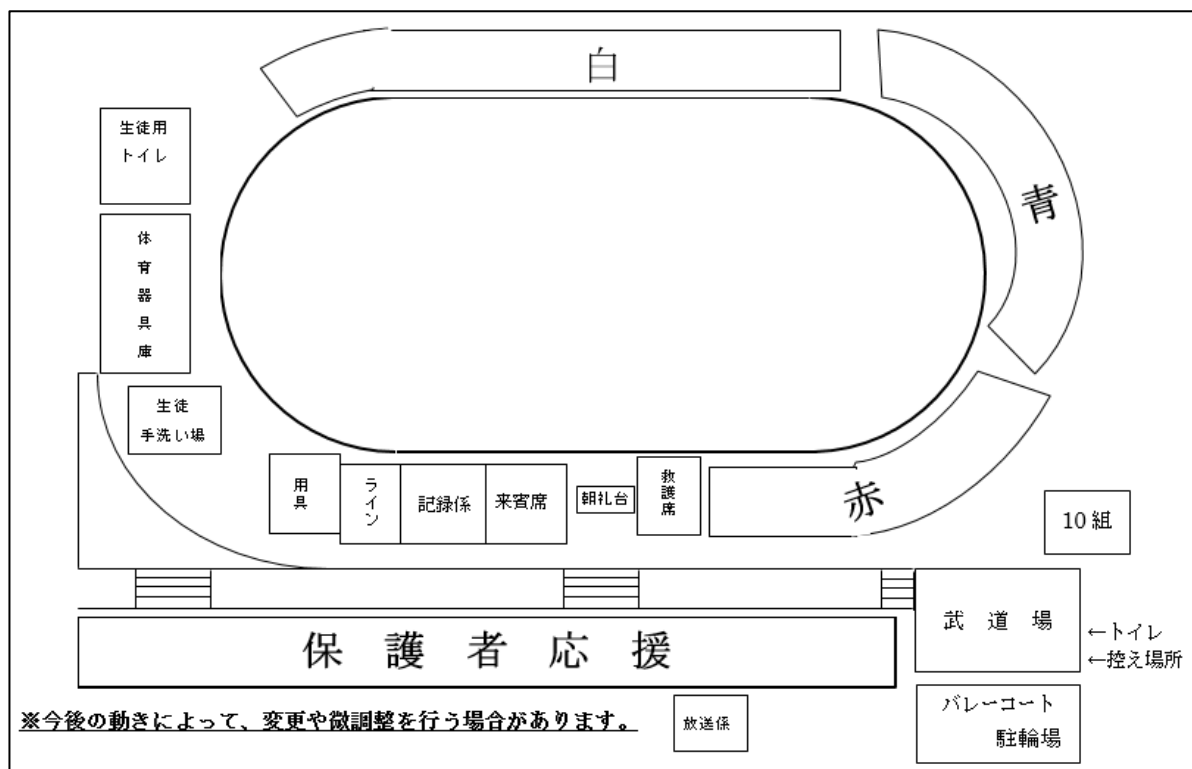 白
青
生徒用
トイレ
体育器具庫
生徒
手洗い場
用具
ライン
記録係
来賓席
朝礼台
救護席
赤
10組
武道場
←トイレ
←控え場所
保護者応援
※今後の動きによって、変更や微調整を行う場合があります。
放送係
バレーコート
駐輪場